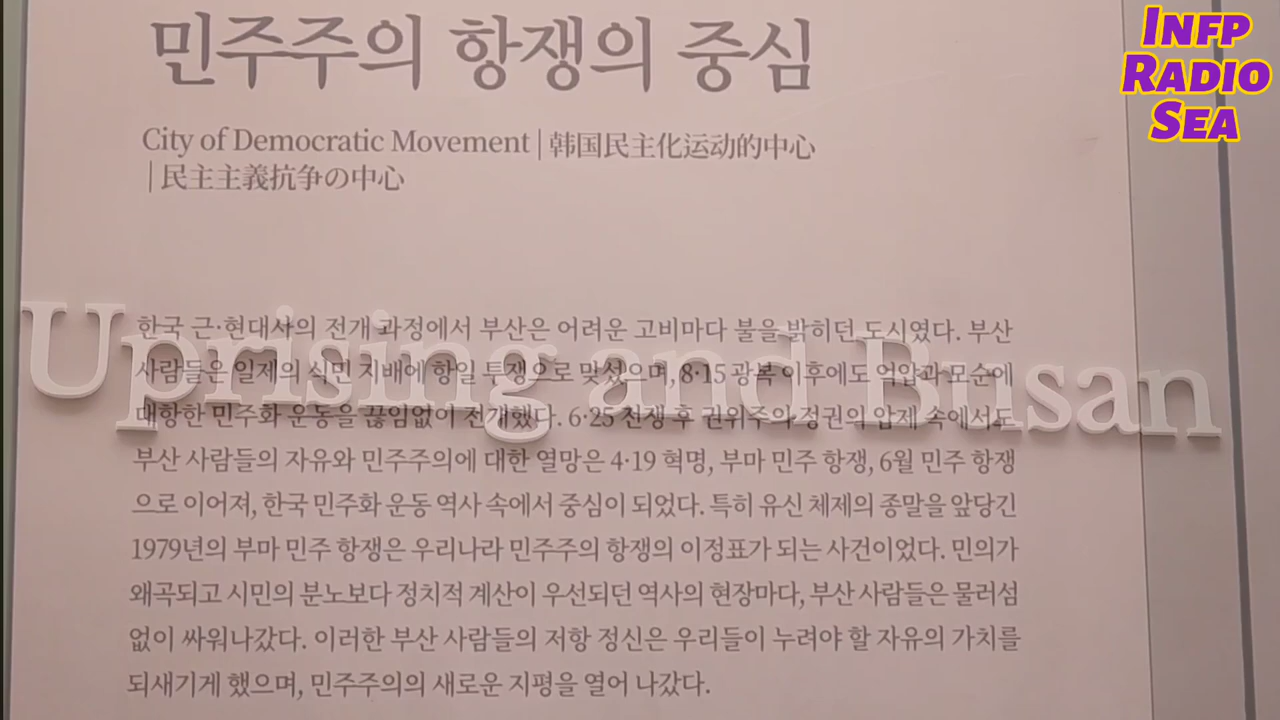 민주주의 항쟁의 중심
City of Democratic Movement | 韩国民主化运动的中心
| 民主主義抗争の中心
INFP
RADIO
SEA
Uprising and Busan
한국 근·현대사의 전개 과정에서 부산은 어려운 고비마다 불을 밝히던 도시였다. 부산
사람들은 일제의 식민 지배에 항일 투쟁으로 맞섰으며, 8·15 광복 이후에도 억압과 모순에
대항한 민주화 운동을 끊임없이 전개했다. 6·25 전쟁 후 권위주의 정권의 압제 속에서도
부산 사람들의 자유와 민주주의에 대한 열망은 4·19 혁명, 부마 민주 항쟁, 6월 민주 항쟁
으로 이어져, 한국 민주화 운동 역사 속에서 중심이 되었다. 특히 유신 체제의 종말을 앞당긴
1979년의 부마 민주 항쟁은 우리나라 민주주의 항쟁의 이정표가 되는 사건이었다. 민의가
왜곡되고 시민의 분노보다 정치적 계산이 우선되던 역사의 현장마다, 부산 사람들은 물러섬
없이 싸워나갔다. 이러한 부산 사람들의 저항 정신은 우리들이 누려야 할 자유의 가치를
되새기게 했으며, 민주주의의 새로운 지평을 열어 나갔다.